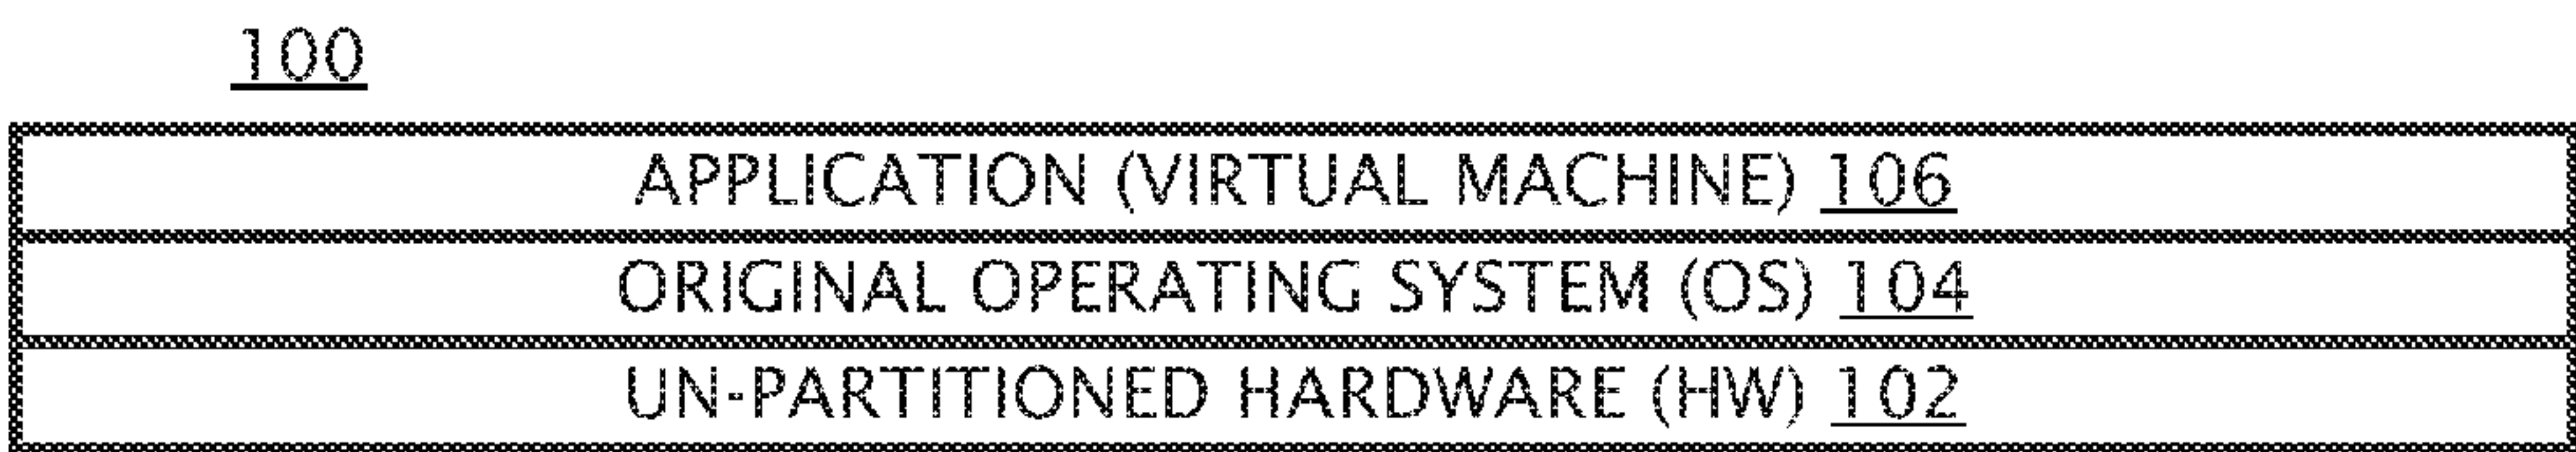 100
APPLICATION (VIRTUAL MACHINE) 106
ORIGINAL OPERATING SYSTEM (OS) 104
UN-PARTITIONED HARDWARE (HW) 102